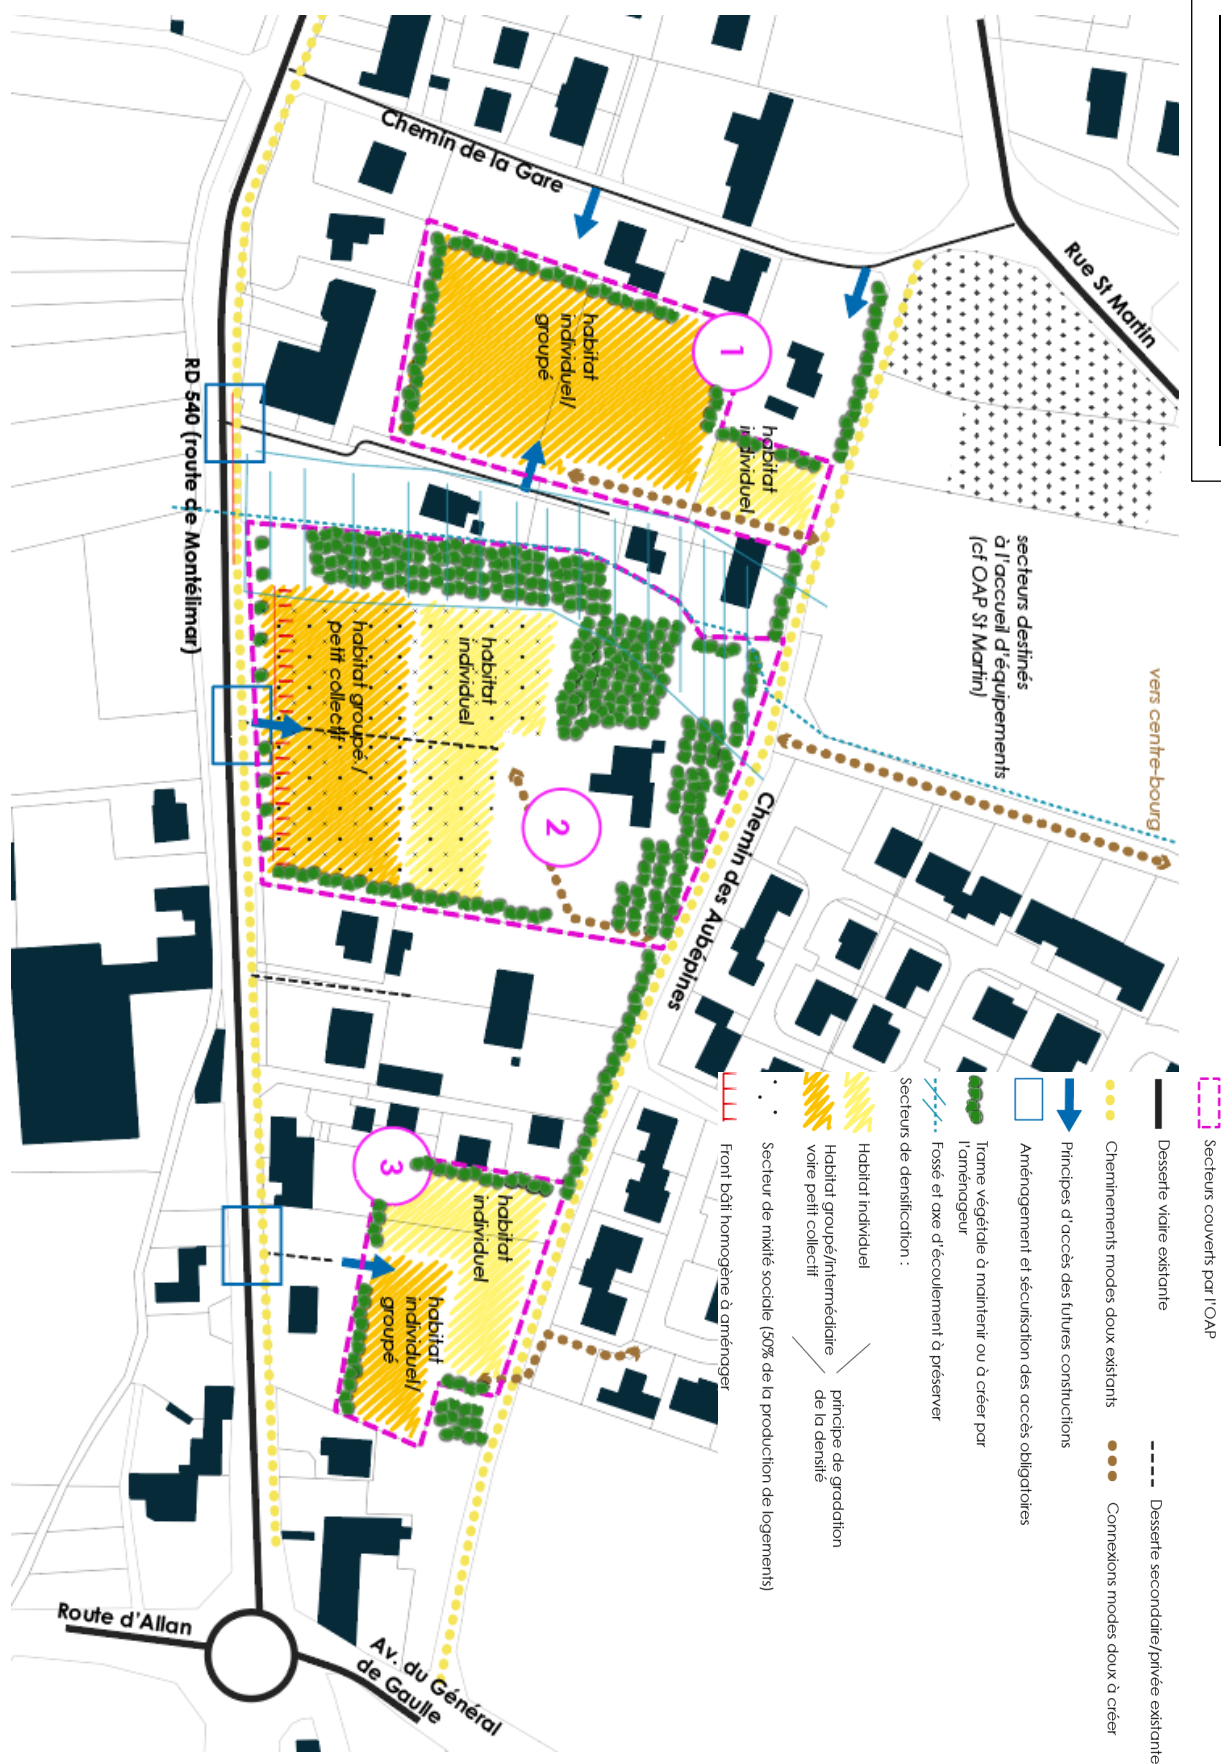 Chemin de la Gare
Rue St Martin
RD 540 (route de Montélimar)
1
habitat
individuel/
groupé
habitat
individuel
secteurs destinés
à l'accueil d'équipements
(cf OAP St Martin)
vers centre-bourg
habitat groupé /
petit collectif
habitat
individuel
2
Chemin des Aubépines
3
habitat
individuel
habitat
individuel/
groupé
Route d'Allan
Av. du Général
de Gaulle
Secteurs couverts par l'OAP
Desserte viaire existante
Desserte secondaire/privée existante
Cheminements modes doux existants
Connexions modes doux à créer
Principes d'accès des futures constructions
Aménagement et sécurisation des accès obligatoires
Trame végétale à maintenir ou à créer par
l'aménageur
Fossé et axe d'écoulement à préserver
Secteurs de densification :
Habitat individuel
Habitat groupé/intermédiaire
voire petit collectif
principe de gradation
de la densité
Secteur de mixité sociale (50% de la production de logements)
Front bâti homogène à aménager